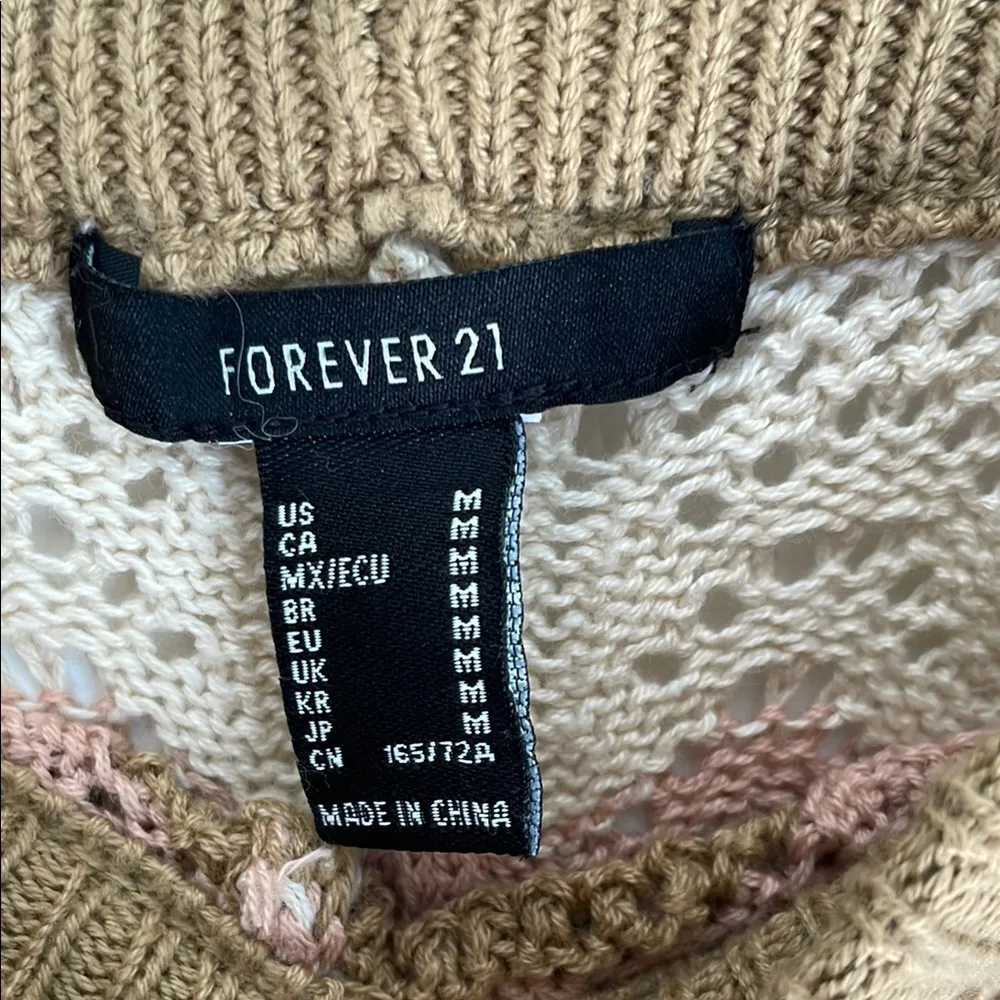 FOREVER 21
US M
CA M
MX/ECU M
BR M
EU M
UK M
KR M
JP M
CN 165/72A
MADE IN CHINA